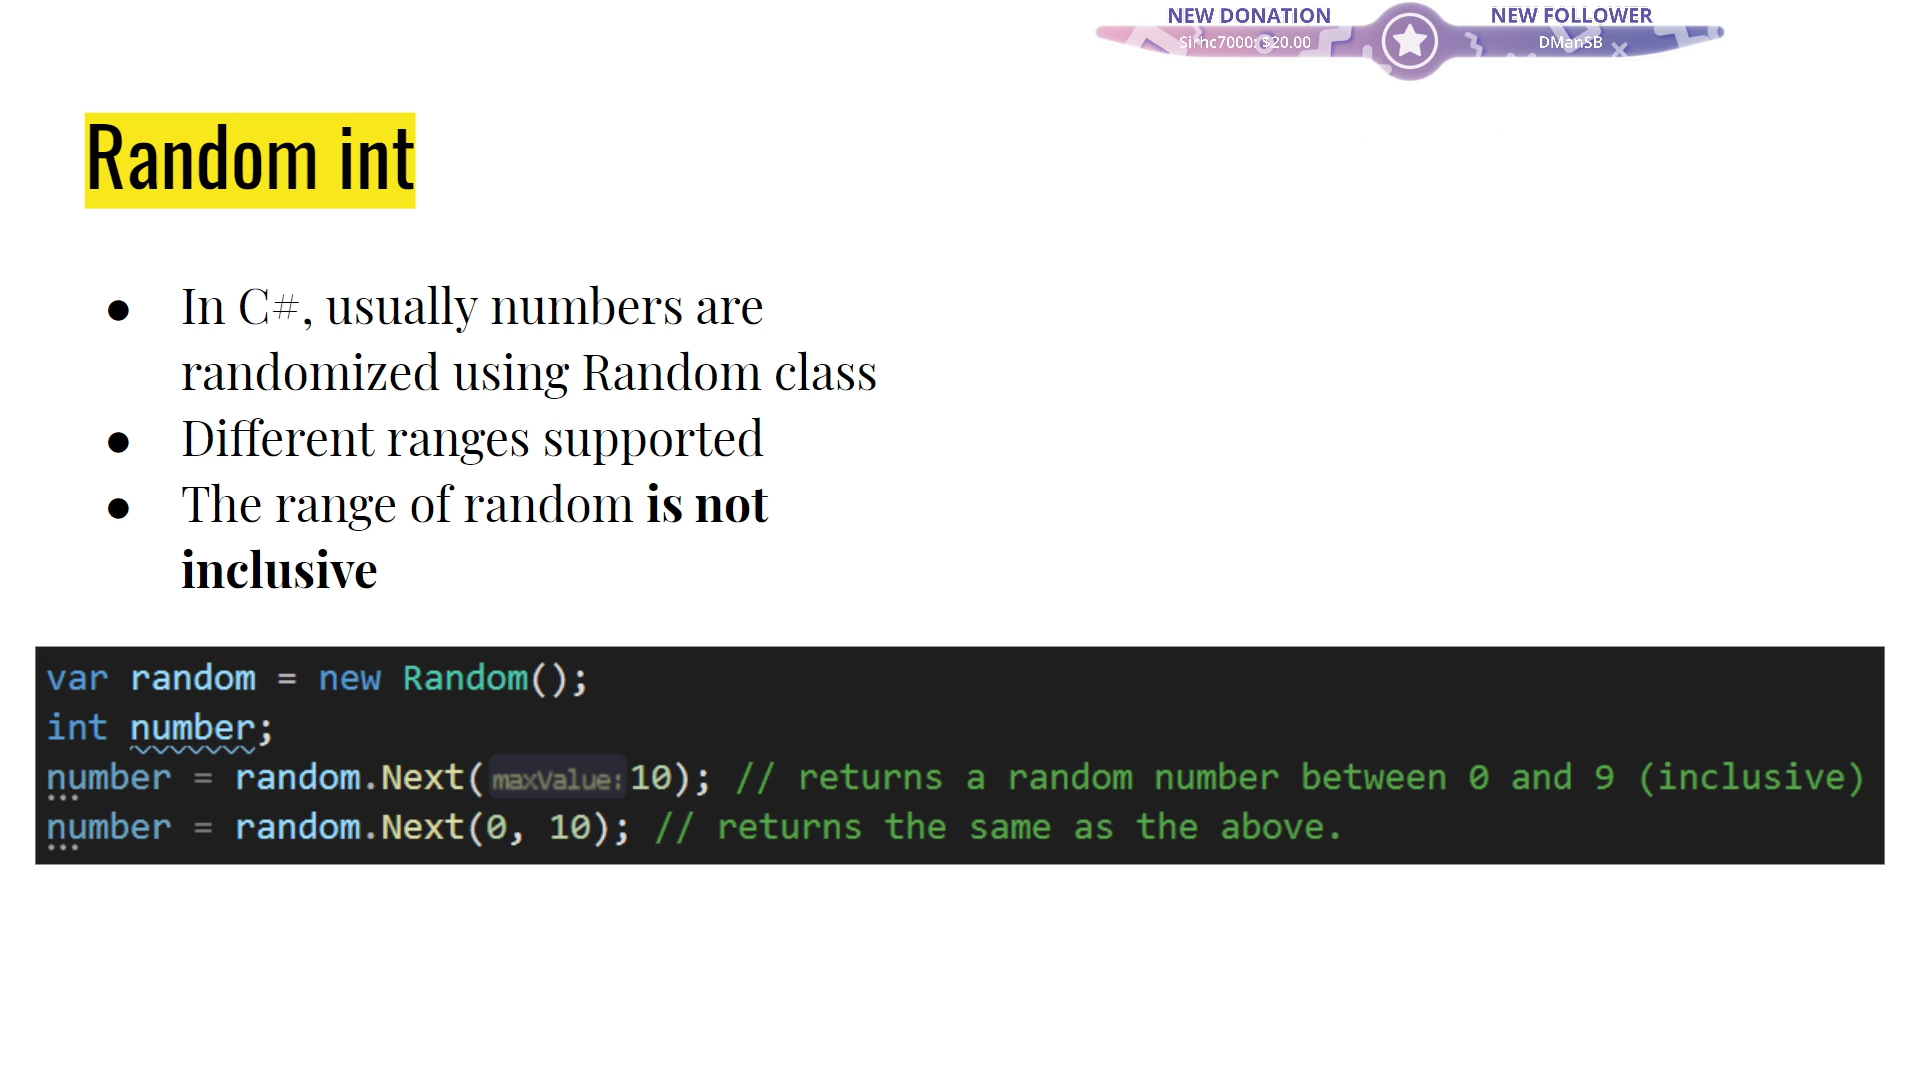 NEW DONATION
Sirhc7000: $20.00
NEW FOLLOWER
DManSB
Random int
● In C#, usually numbers are
randomized using Random class
● Different ranges supported
● The range of random is not
inclusive
var random = new Random();
int number;
number = random.Next(maxValue:10); // returns a random number between 0 and 9 (inclusive)
number = random.Next(0, 10); // returns the same as the above.